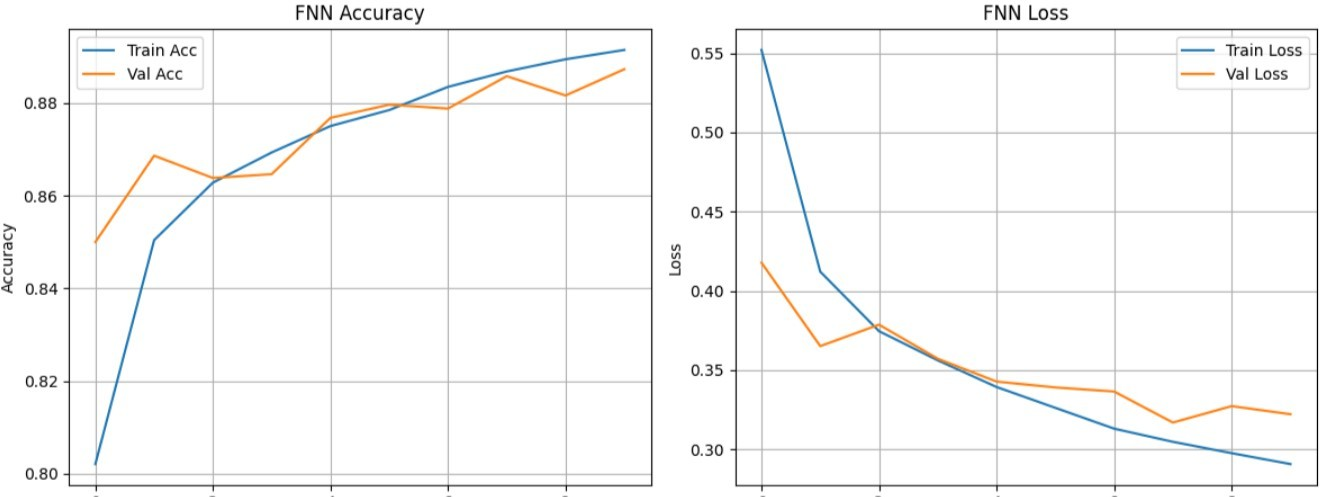 FNN Accuracy
Train Acc
Val Acc
0.88
0.86
0.84
0.82
0.80
Accuracy
FNN Loss
Train Loss
Val Loss
0.55
0.50
0.45
0.40
0.35
0.30
Loss